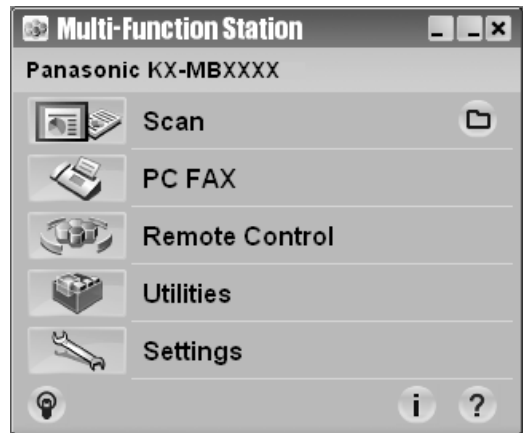 Multi-Function Station
Panasonic KX-MBXXXX
Scan
PC FAX
Remote Control
Utilities
Settings
i ?